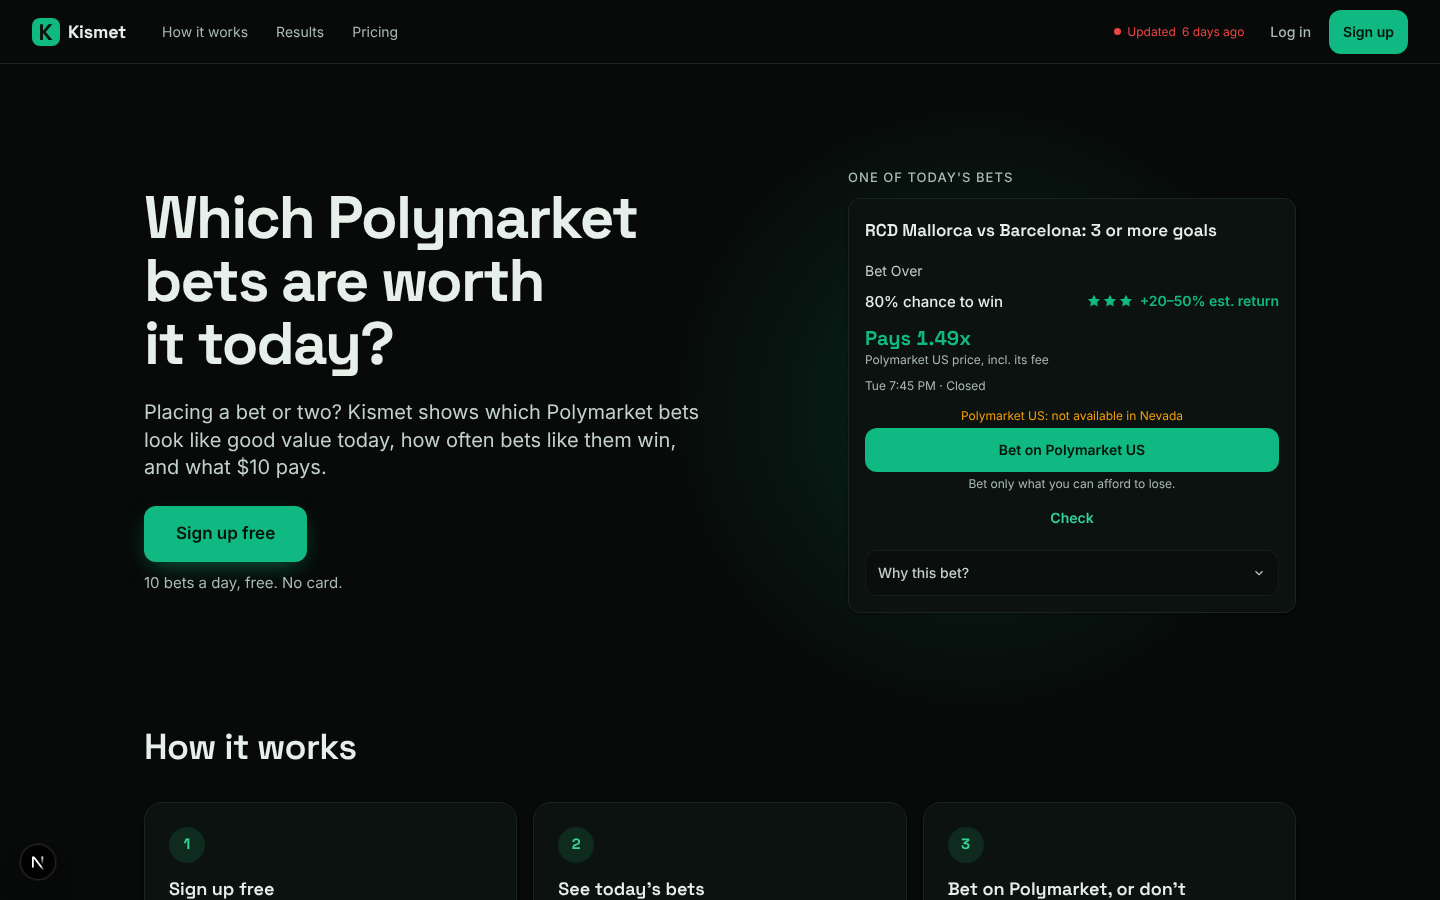 Kismet
How it works
Results
Pricing
Updated 6 days ago
Log in
Sign up
Which Polymarket
bets are worth
it today?
Placing a bet or two? Kismet shows which Polymarket bets
look like good value today, how often bets like them win,
and what $10 pays.
Sign up free
10 bets a day, free. No card.
ONE OF TODAY'S BETS
RCD Mallorca vs Barcelona: 3 or more goals
Bet Over
80% chance to win
★★★ +20–50% est. return
Pays 1.49x
Polymarket US price, incl. its fee
Tue 7:45 PM · Closed
Polymarket US: not available in Nevada
Bet on Polymarket US
Bet only what you can afford to lose.
Check
Why this bet?
How it works
1
Sign up free
2
See today's bets
3
Bet on Polymarket, or don't